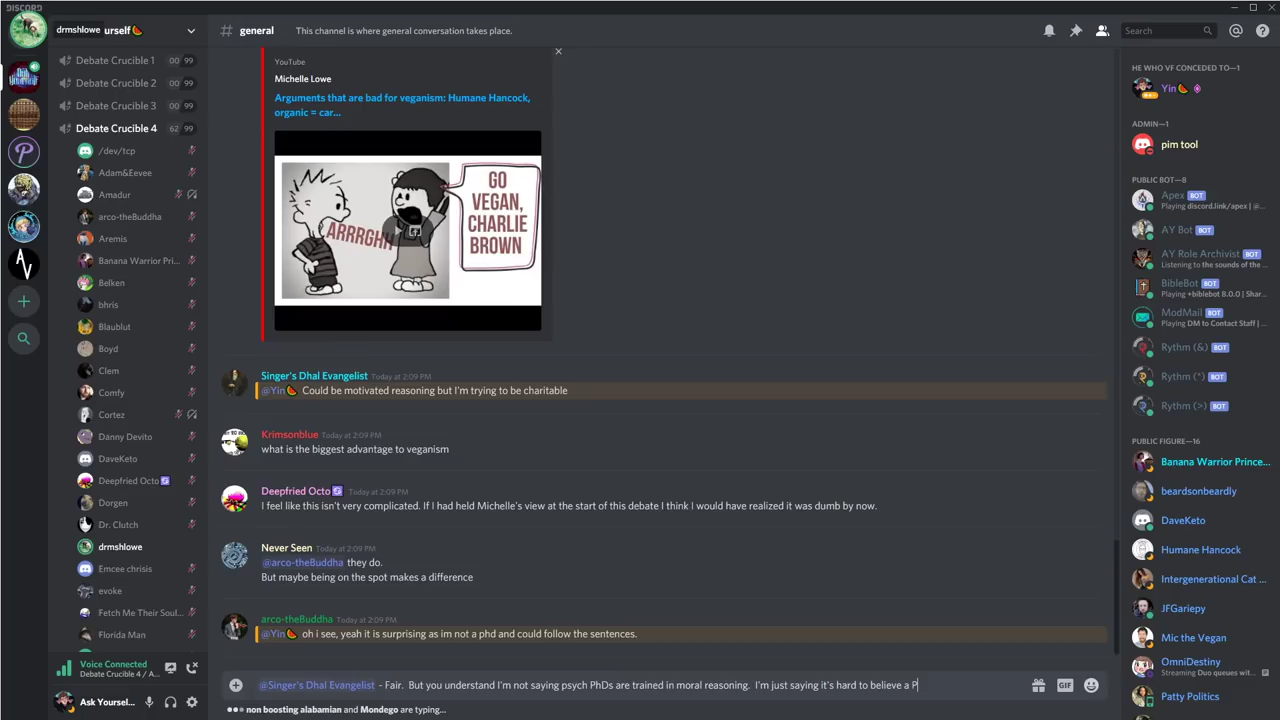 DISCORD
drmshlowe urself🍉
# general
This channel is where general conversation takes place.
Search
Debate Crucible 1 00 99
Debate Crucible 2 00 99
Debate Crucible 3 00 99
Debate Crucible 4 62 99
/dev/tcp
Adam&Eevee
Amadur
arco-theBuddha
Aremis
Banana Warrior Pri...
Belken
bhris
Blaublut
Boyd
Clem
Comfy
Cortez
Danny Devito
DaveKeto
Deepfried Octo
Dorgen
Dr. Clutch
drmshlowe
Emcee chrisis
evoke
Fetch Me Their Soul...
Florida Man
Voice Connected
Debate Crucible 4 / A...
Ask Yoursel...
YouTube
Michelle Lowe
Arguments that are bad for veganism: Humane Hancock,
organic = car...
ARRRGHH
GO
VEGAN,
CHARLIE
BROWN
Singer's Dhal Evangelist Today at 2:09 PM
@Yin🍉 Could be motivated reasoning but I'm trying to be charitable
Krimsonblue Today at 2:09 PM
what is the biggest advantage to veganism
Deepfried Octo Today at 2:09 PM
I feel like this isn't very complicated. If I had held Michelle's view at the start of this debate I think I would have realized it was dumb by now.
Never Seen Today at 2:09 PM
@arco-theBuddha they do.
But maybe being on the spot makes a difference
arco-theBuddha Today at 2:09 PM
@Yin🍉 oh i see, yeah it is surprising as im not a phd and could follow the sentences.
@Singer's Dhal Evangelist - Fair. But you understand I'm not saying psych PhDs are trained in moral reasoning. I'm just saying it's hard to believe a P
GIF
non boosting alabamian and Mondego are typing...
HE WHO VF CONCEDED TO—1
Yin🍉
ADMIN—1
pim tool
PUBLIC BOT—8
Apex BOT
Playing discord.link/apex | @...
AY Bot BOT
AY Role Archivist BOT
Listening to the sounds of the ...
BibleBot BOT
Playing +biblebot 8.0.0 | Shar...
ModMail BOT
Playing DM to Contact Staff | ...
Rythm (&) BOT
Rythm (*) BOT
Rythm (>) BOT
PUBLIC FIGURE—16
Banana Warrior Prince...
beardsonbeardly
DaveKeto
Humane Hancock
Intergenerational Cat ...
JFGariepy
Mic the Vegan
OmniDestiny
Streaming Duo queues wit...
Patty Politics